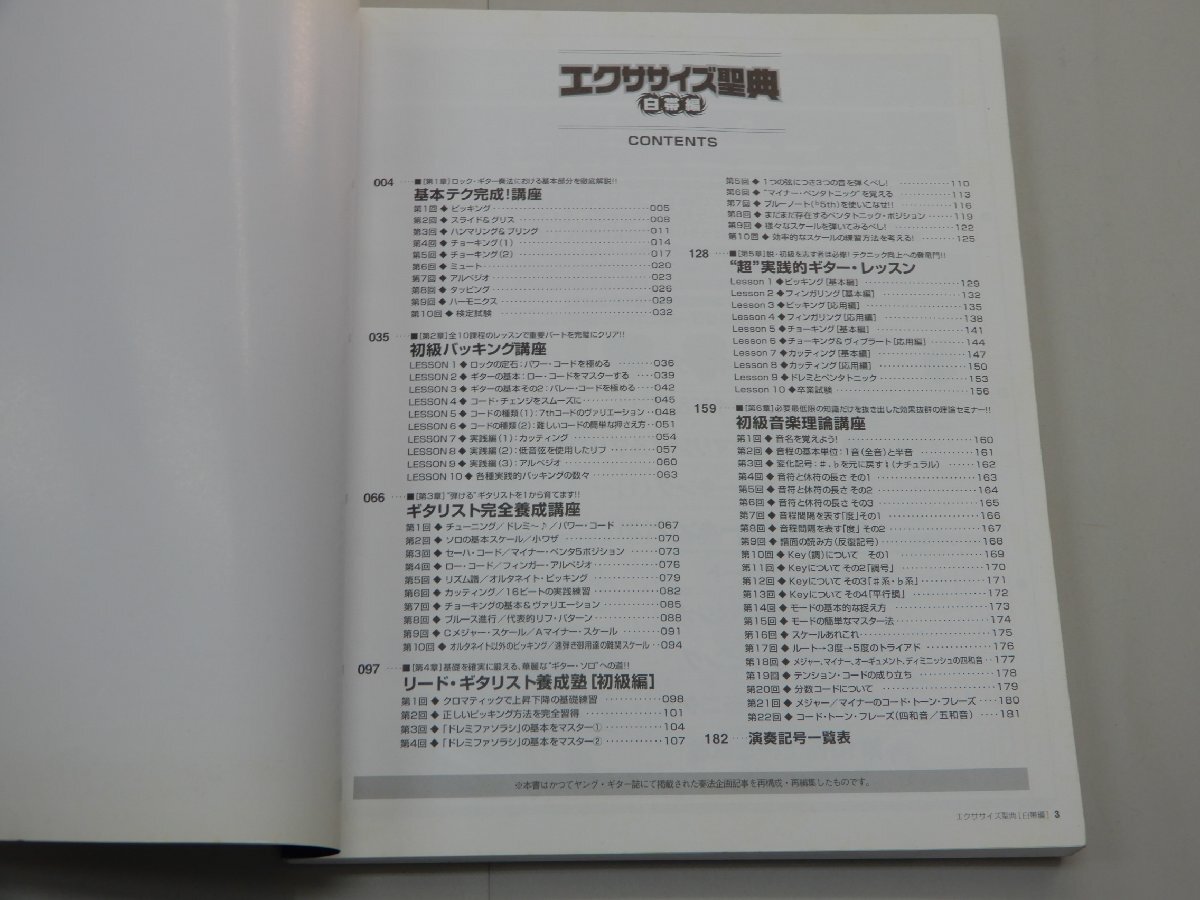 エクササイズ聖典
白帯編
CONTENTS
004 ■[第1章]ロック・ギター奏法における基本部分を徹底解説!!
基本テク完成!講座
第1回◆ピッキング 005
第2回◆スライド&グリス 008
第3回◆ハンマリング&プリング 011
第4回◆チョーキング(1) 014
第5回◆チョーキング(2) 017
第6回◆ミュート 020
第7回◆アルペジオ 023
第8回◆タッピング 026
第9回◆ハーモニクス 029
第10回◆検定試験 032
035 ■[第2章]全10課程のレッスンで重要パートを完璧にクリア!!
初級バッキング講座
LESSON 1◆ロックの定石:パワー・コードを極める 036
LESSON 2◆ギターの基本:ロー・コードをマスターする 039
LESSON 3◆ギターの基本その2:バレー・コードを極める 042
LESSON 4◆コード・チェンジをスムーズに 045
LESSON 5◆コードの種類(1):7thコードのヴァリエーション 048
LESSON 6◆コードの種類(2):難しいコードの簡単な押さえ方 051
LESSON 7◆実践編(1):カッティング 054
LESSON 8◆実践編(2):低音弦を使用したリフ 057
LESSON 9◆実践編(3):アルペジオ 060
LESSON 10◆各種実践的バッキングの数々 063
066 ■[第3章]"弾ける"ギタリストを1から育てます!!
ギタリスト完全養成講座
第1回◆チューニング/ドレミ〜♪/パワー・コード 067
第2回◆ソロの基本スケール/小ワザ 070
第3回◆セーハ・コード/マイナー・ペンタ5ポジション 073
第4回◆ロー・コード/フィンガー・アルペジオ 076
第5回◆リズム譜/オルタネイト・ピッキング 079
第6回◆カッティング/16ビートの実践練習 082
第7回◆チョーキングの基本&ヴァリエーション 085
第8回◆ブルース進行/代表的リフ・パターン 088
第9回◆Cメジャー・スケール/Aマイナー・スケール 091
第10回◆オルタネイト以外のピッキング/速弾き御用達の難関スケール 094
097 ■[第4章]基礎を確実に鍛える、華麗な"ギター・ソロ"への道!!
リード・ギタリスト養成塾[初級編]
第1回◆クロマティックで上昇下降の基礎練習 098
第2回◆正しいピッキング方法を完全習得 101
第3回◆「ドレミファソラシ」の基本をマスター① 104
第4回◆「ドレミファソラシ」の基本をマスター② 107
第5回◆1つの弦につき3つの音を弾くべし! 110
第6回◆"マイナー・ペンタトニック"を覚える 113
第7回◆ブルーノート(♭5th)を使いこなせ!! 116
第8回◆まだまだ存在するペンタトニック・ポジション 119
第9回◆様々なスケールを弾いてみるべし! 122
第10回◆効率的なスケールの練習方法を考える! 125
128 ■[第5章]脱・初級を志す者は必修! テクニック向上への登竜門!!
"超"実践的ギター・レッスン
Lesson 1◆ピッキング[基本編] 129
Lesson 2◆フィンガリング[基本編] 132
Lesson 3◆ピッキング[応用編] 135
Lesson 4◆フィンガリング[応用編] 138
Lesson 5◆チョーキング[基本編] 141
Lesson 6◆チョーキング&ヴィブラート[応用編] 144
Lesson 7◆カッティング[基本編] 147
Lesson 8◆カッティング[応用編] 150
Lesson 9◆ドレミとペンタトニック 153
Lesson 10◆卒業試験 156
159 ■[第6章]必要最低限の知識だけを抜き出した効果抜群の理論セミナー!!
初級音楽理論講座
第1回◆音名を覚えよう! 160
第2回◆音程の基本単位:1音(全音)と半音 161
第3回◆変化記号:♯、♭を元に戻す♮(ナチュラル) 162
第4回◆音符と休符の長さ その1 163
第5回◆音符と休符の長さ その2 164
第6回◆音符と休符の長さ その3 165
第7回◆音程間隔を表す「度」その1 166
第8回◆音程間隔を表す「度」その2 167
第9回◆譜面の読み方(反復記号) 168
第10回◆Key(調)について その1 169
第11回◆Keyについて その2「調号」 170
第12回◆Keyについて その3「♯系・♭系」 171
第13回◆Keyについて その4「平行調」 172
第14回◆モードの基本的な捉え方 173
第15回◆モードの簡単なマスター法 174
第16回◆スケールあれこれ 175
第17回◆ルート→3度→5度のトライアド 176
第18回◆メジャー、マイナー、オーギュメント、ディミニッシュの四和音 177
第19回◆テンション・コードの成り立ち 178
第20回◆分数コードについて 179
第21回◆メジャー/マイナーのコード・トーン・フレーズ 180
第22回◆コード・トーン・フレーズ(四和音/五和音) 181
182 演奏記号一覧表
※本書はかつてヤング・ギター誌にて掲載された奏法企画記事を再構成・再編集したものです。
エクササイズ聖典[白帯編] 3